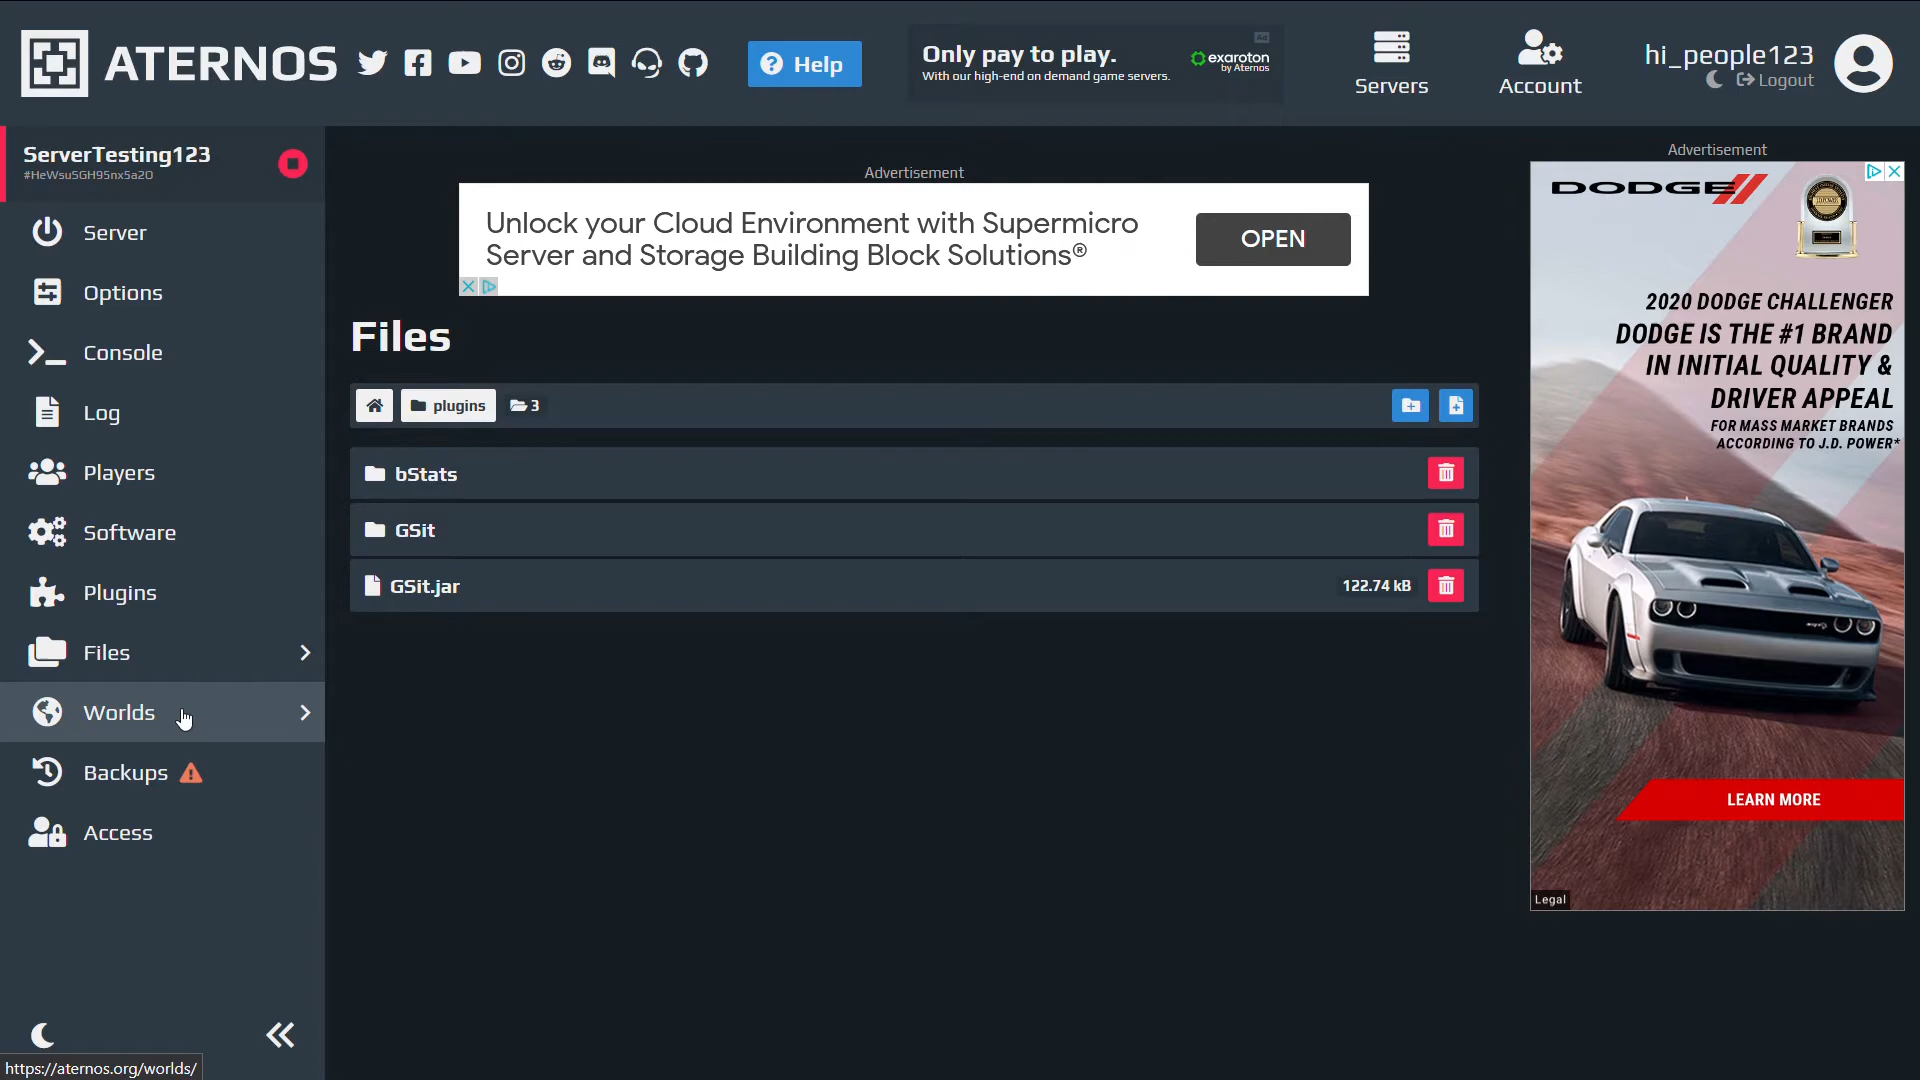 ATERNOS
Help
Only pay to play.
With our high-end on demand game servers.
Ad
exaroton
by Aternos
Servers
Account
hi_people123
Logout
ServerTesting123
#HeWsuSGH95nx5a20
Server
Options
Console
Log
Players
Software
Plugins
Files
Worlds
Backups
Access
https://aternos.org/worlds/
Advertisement
Unlock your Cloud Environment with Supermicro
Server and Storage Building Block Solutions®
OPEN
Files
plugins
3
bStats
GSit
GSit.jar
122.74 kB
Advertisement
DODGE
2020 DODGE CHALLENGER
DODGE IS THE #1 BRAND
IN INITIAL QUALITY &
DRIVER APPEAL
FOR MASS MARKET BRANDS
ACCORDING TO J.D. POWER*
LEARN MORE
Legal